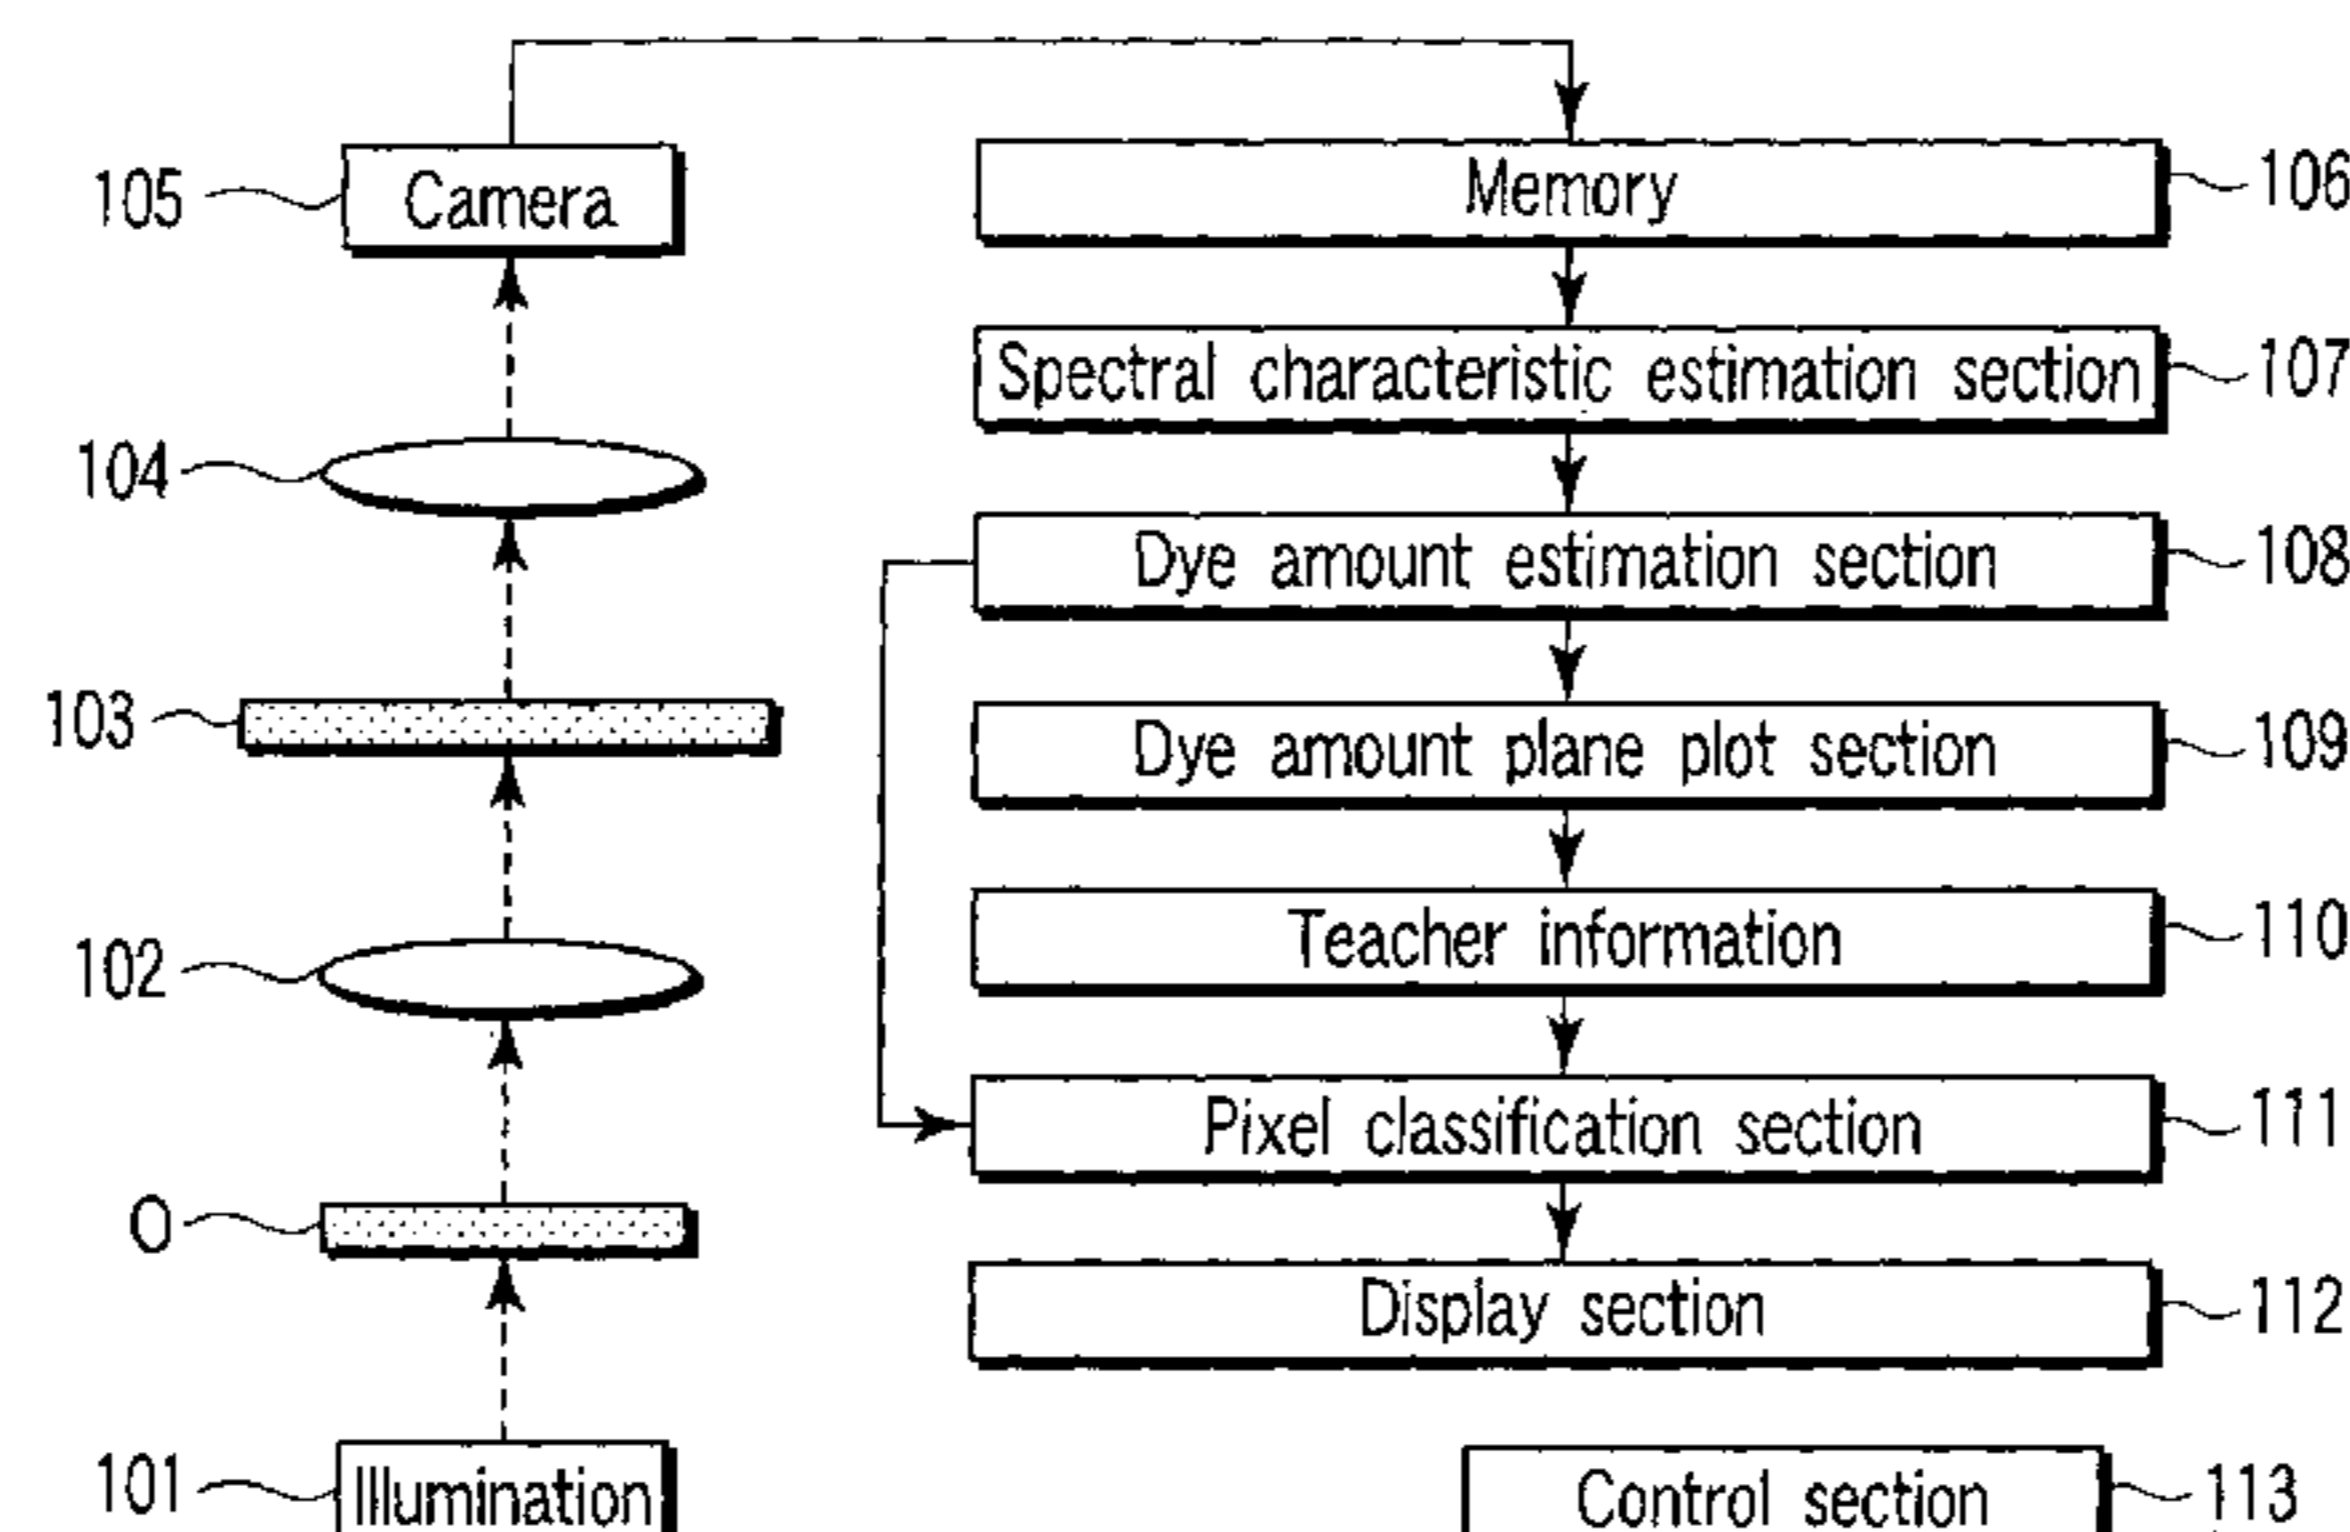 105
Camera
Memory
106
Spectral characteristic estimation section
107
104
Dye amount estimation section
108
103
Dye amount plane plot section
109
102
Teacher information
110
Pixel classification section
111
O
Display section
112
101
Illumination
Control section
113